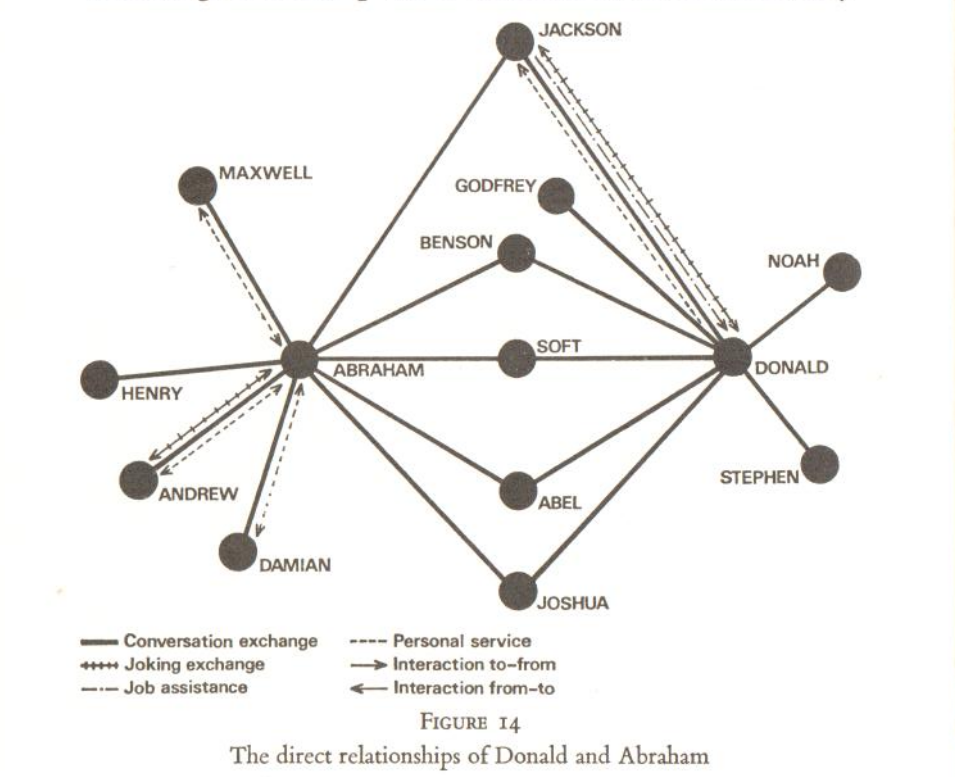 JACKSON
MAXWELL
GODFREY
BENSON
NOAH
SOFT
ABRAHAM
DONALD
HENRY
STEPHEN
ANDREW
ABEL
DAMIAN
JOSHUA
Conversation exchange
Personal service
Joking exchange
Interaction to–from
Job assistance
Interaction from–to
FIGURE 14
The direct relationships of Donald and Abraham